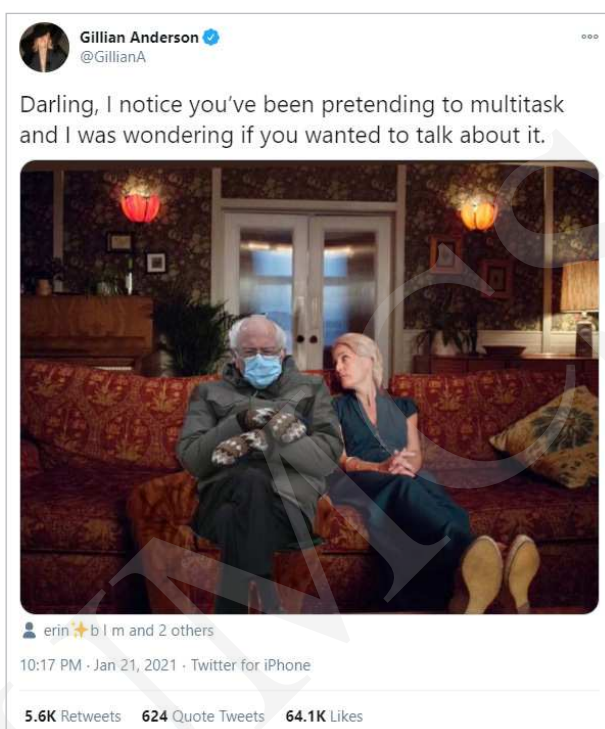 Gillian Anderson
@GillianA
Darling, I notice you’ve been pretending to multitask
and I was wondering if you wanted to talk about it.
erin✨b l m and 2 others
10:17 PM · Jan 21, 2021 · Twitter for iPhone
5.6K Retweets 624 Quote Tweets 64.1K Likes